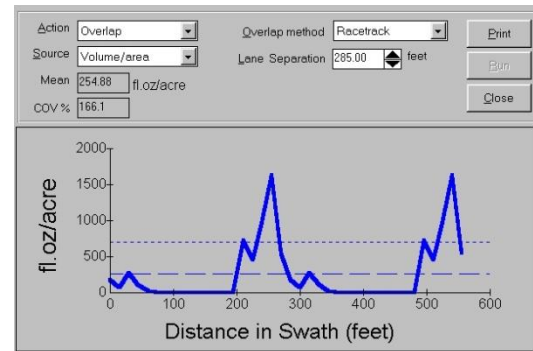 Action Overlap Overlap method Racetrack Print
Source Volume/area Lane Separation 285.00 feet Run
Mean 254.88 fl.oz/acre
COV % 166.1 Close
2000
1500
1000
500
0
fl.oz/acre
0 100 200 300 400 500 600
Distance in Swath (feet)